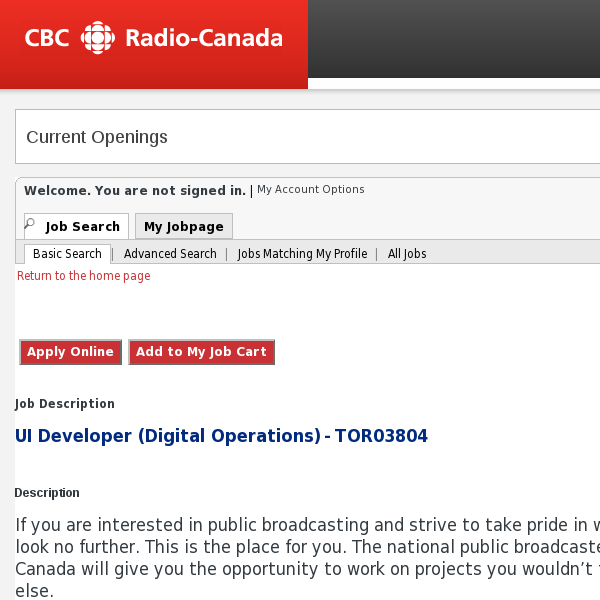 CBC Radio-Canada
Current Openings
Welcome. You are not signed in. | My Account Options
Job Search My Jobpage
Basic Search | Advanced Search | Jobs Matching My Profile | All Jobs
Return to the home page
Apply Online Add to My Job Cart
Job Description
UI Developer (Digital Operations) - TOR03804
Description
If you are interested in public broadcasting and strive to take pride in
look no further. This is the place for you. The national public
Canada will give you the opportunity to work on projects you wouldn’t
else.